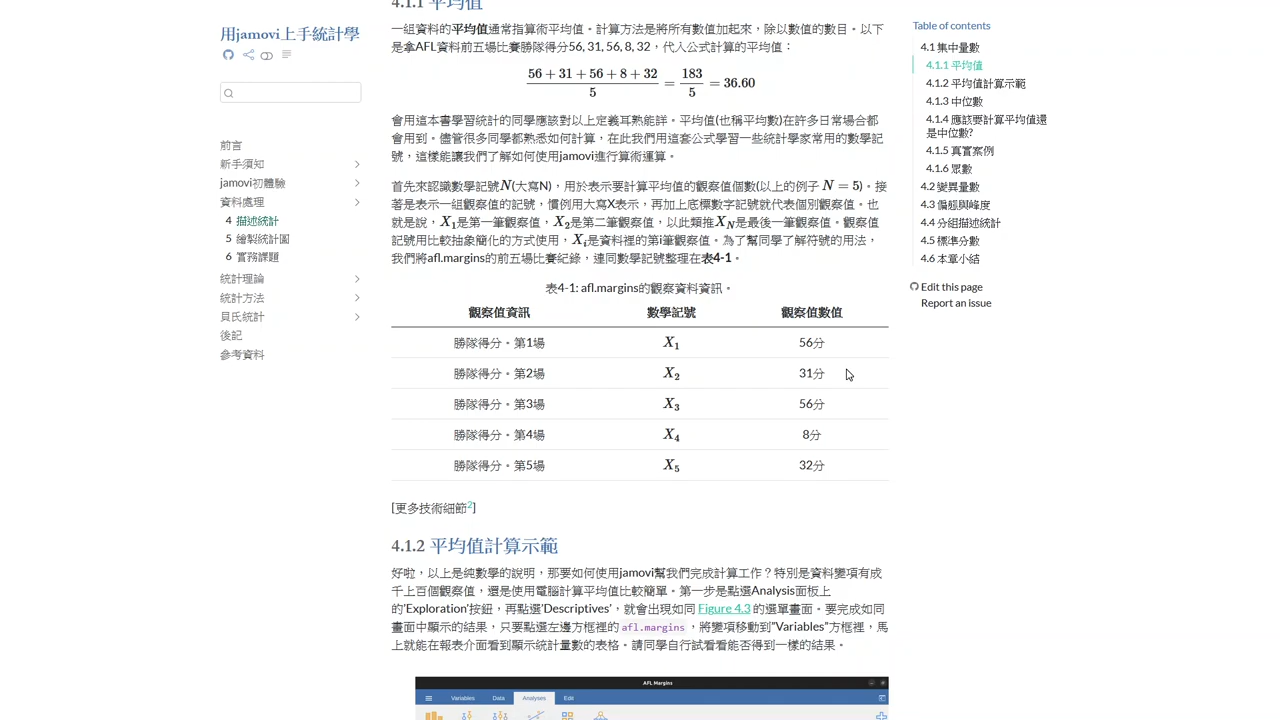 用jamovi上手統計學
前言
新手須知
jamovi初體驗
資料處理
4 描述統計
5 繪製統計圖
6 實務課題
統計理論
統計方法
貝氏統計
後記
參考資料
4.1.1 平均值
一組資料的平均值通常指算術平均值。計算方法是將所有數值加起來，除以數值的數目。以下
是拿AFL資料前五場比賽勝隊得分56, 31, 56, 8, 32，代入公式計算的平均值：
(56 + 31 + 56 + 8 + 32) / 5 = 183 / 5 = 36.60
會用這本書學習統計的同學應該對以上定義耳熟能詳。平均值(也稱平均數)在許多日常場合都
會用到。儘管很多同學都熟悉如何計算，在此我們用這套公式學習一些統計學家常用的數學記
號，這樣能讓我們了解如何使用jamovi進行算術運算。
首先來認識數學記號N(大寫N)，用於表示要計算平均值的觀察值個數(以上的例子 N = 5)。接
著是表示一組觀察值的記號，慣例用大寫X表示，再加上底標數字記號就代表個別觀察值。也
就是說，X₁是第一筆觀察值，X₂是第二筆觀察值，以此類推X_N是最後一筆觀察值。觀察值
記號用比較抽象簡化的方式使用，Xᵢ是資料裡的第i筆觀察值。為了幫同學了解符號的用法，
我們將afl.margins的前五場比賽紀錄，連同數學記號整理在表4-1。
表4-1: afl.margins的觀察資料資訊。
觀察值資訊 數學記號 觀察值數值
勝隊得分，第1場 X₁ 56分
勝隊得分，第2場 X₂ 31分
勝隊得分，第3場 X₃ 56分
勝隊得分，第4場 X₄ 8分
勝隊得分，第5場 X₅ 32分
[更多技術細節²]
4.1.2 平均值計算示範
好啦，以上是純數學的說明，那要如何使用jamovi幫我們完成計算工作？特別是資料變項有成
千上百個觀察值，還是使用電腦計算平均值比較簡單。第一步是點選Analysis面板上
的'Exploration'按鈕，再點選'Descriptives'，就會出現如同 Figure 4.3 的選單畫面。要完成如同
畫面中顯示的結果，只要點選左邊方框裡的 afl.margins ，將變項移動到"Variables"方框裡，馬
上就能在報表介面看到顯示統計量數的表格。請同學自行試看看能否得到一樣的結果。
AFL Margins
Variables Data Analyses Edit
Table of contents
4.1 集中量數
4.1.1 平均值
4.1.2 平均值計算示範
4.1.3 中位數
4.1.4 應該要計算平均值還
是中位數?
4.1.5 真實案例
4.1.6 眾數
4.2 變異量數
4.3 偏態與峰度
4.4 分組描述統計
4.5 標準分數
4.6 本章小結
Edit this page
Report an issue